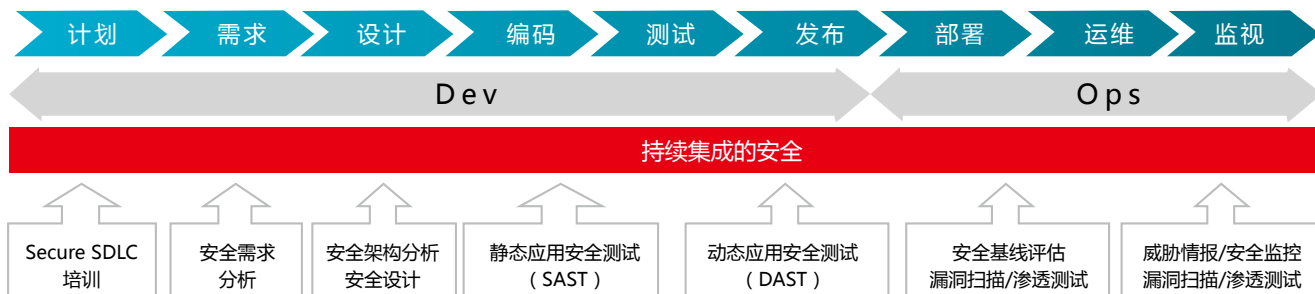 计划 需求 设计 编码 测试 发布 部署 运维 监视
Dev Ops
持续集成的安全
Secure SDLC
培训
安全需求
分析
安全架构分析
安全设计
静态应用安全测试
（SAST）
动态应用安全测试
（DAST）
安全基线评估
漏洞扫描/渗透测试
威胁情报/安全监控
漏洞扫描/渗透测试